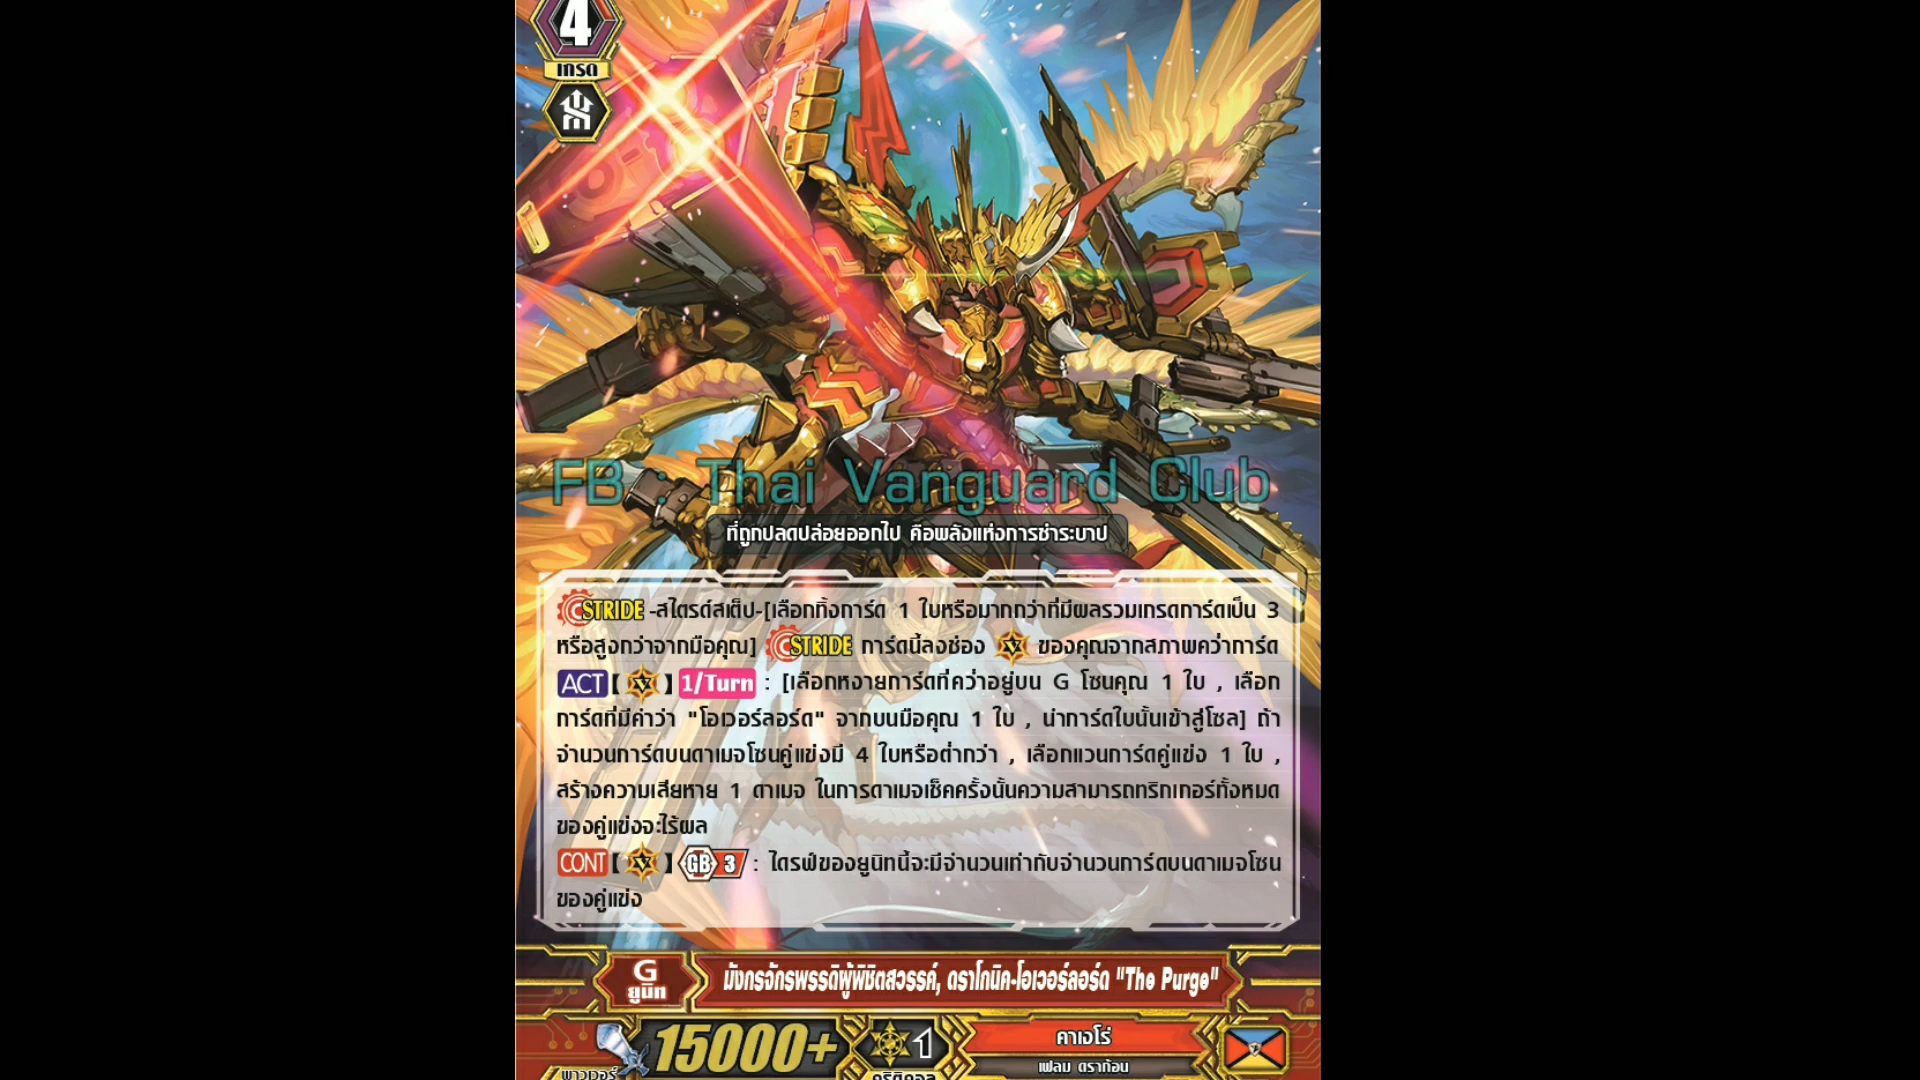 4
เกรด
FB : Thai Vanguard Club
ที่ถูกปลดปล่อยออกไป คือพลังแห่งการชำระบาป
STRIDE -สไตรด์สเต็ป-[เลือกทิ้งการ์ด 1 ใบหรือมากกว่าที่มีผลรวมเกรดการ์ดเป็น 3
หรือสูงกว่าจากมือคุณ] STRIDE การ์ดนี้ลงช่อง V ของคุณจากสภาพคว่ำการ์ด
ACT【V】1/Turn : [เลือกหงายการ์ดที่คว่ำอยู่บน G โซนคุณ 1 ใบ , เลือก
การ์ดที่มีคำว่า "โอเวอร์ลอร์ด" จากบนมือคุณ 1 ใบ , นำการ์ดใบนั้นเข้าสู่โซล] ถ้า
จำนวนการ์ดบนดาเมจโซนคู่แข่งมี 4 ใบหรือต่ำกว่า , เลือกแวนการ์ดคู่แข่ง 1 ใบ ,
สร้างความเสียหาย 1 ดาเมจ ในการดาเมจเช็คครั้งนั้นความสามารถทริกเกอร์ทั้งหมด
ของคู่แข่งจะไร้ผล
CONT【V】GB 3 : ไดรฟ์ของยูนิทนี้จะมีจำนวนเท่ากับจำนวนการ์ดบนดาเมจโซน
ของคู่แข่ง
G
ยูนิท
มังกรจักรพรรดิผู้พิชิตสวรรค์, ดราโกนิค-โอเวอร์ลอร์ด "The Purge"
15000+
1
คาเงโร่
เฟลม ดราก้อน
พาวเวอร์
คริติคอล